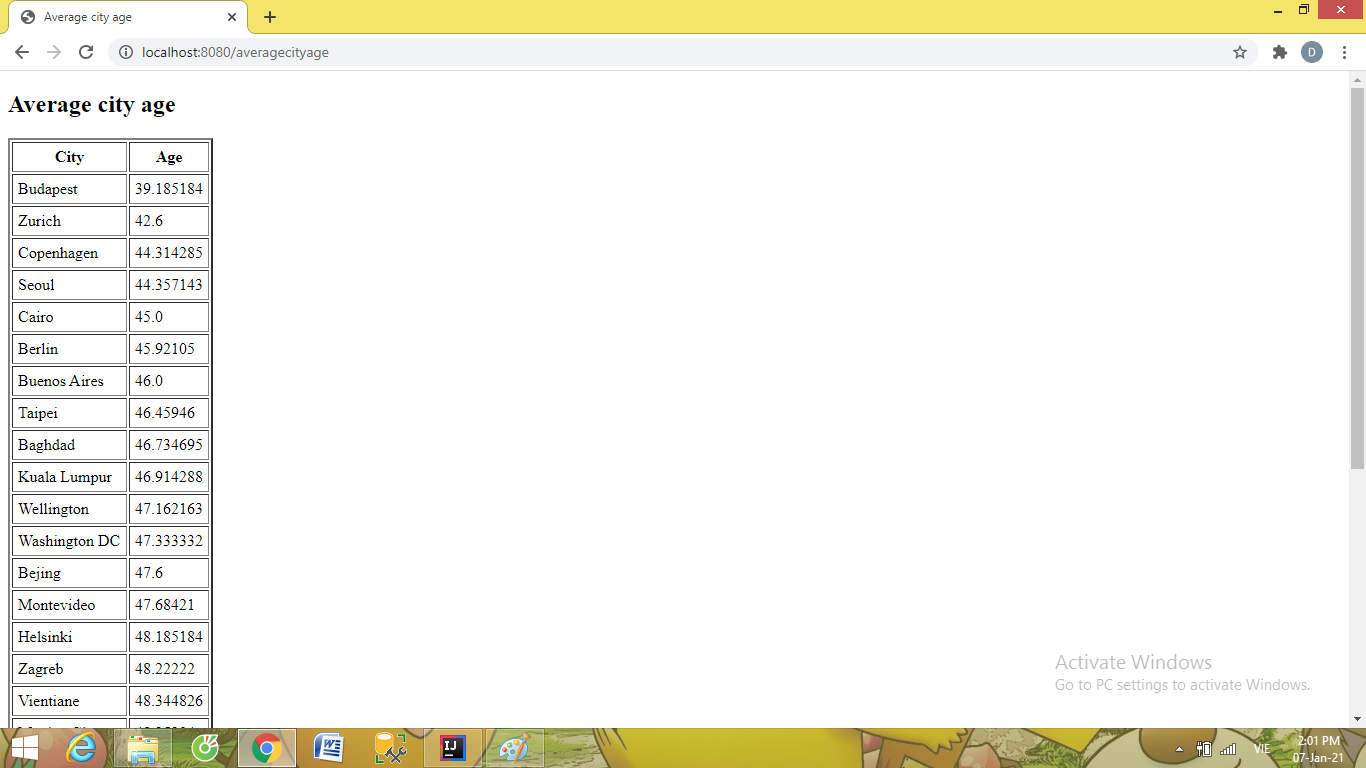 Average city age
localhost:8080/averagecityage
D
Average city age
City Age
Budapest 39.185184
Zurich 42.6
Copenhagen 44.314285
Seoul 44.357143
Cairo 45.0
Berlin 45.92105
Buenos Aires 46.0
Taipei 46.45946
Baghdad 46.734695
Kuala Lumpur 46.914288
Wellington 47.162163
Washington DC 47.333332
Bejing 47.6
Montevideo 47.68421
Helsinki 48.185184
Zagreb 48.22222
Vientiane 48.344826
Activate Windows
Go to PC settings to activate Windows.
IJ
VIE
2:01 PM
07-Jan-21